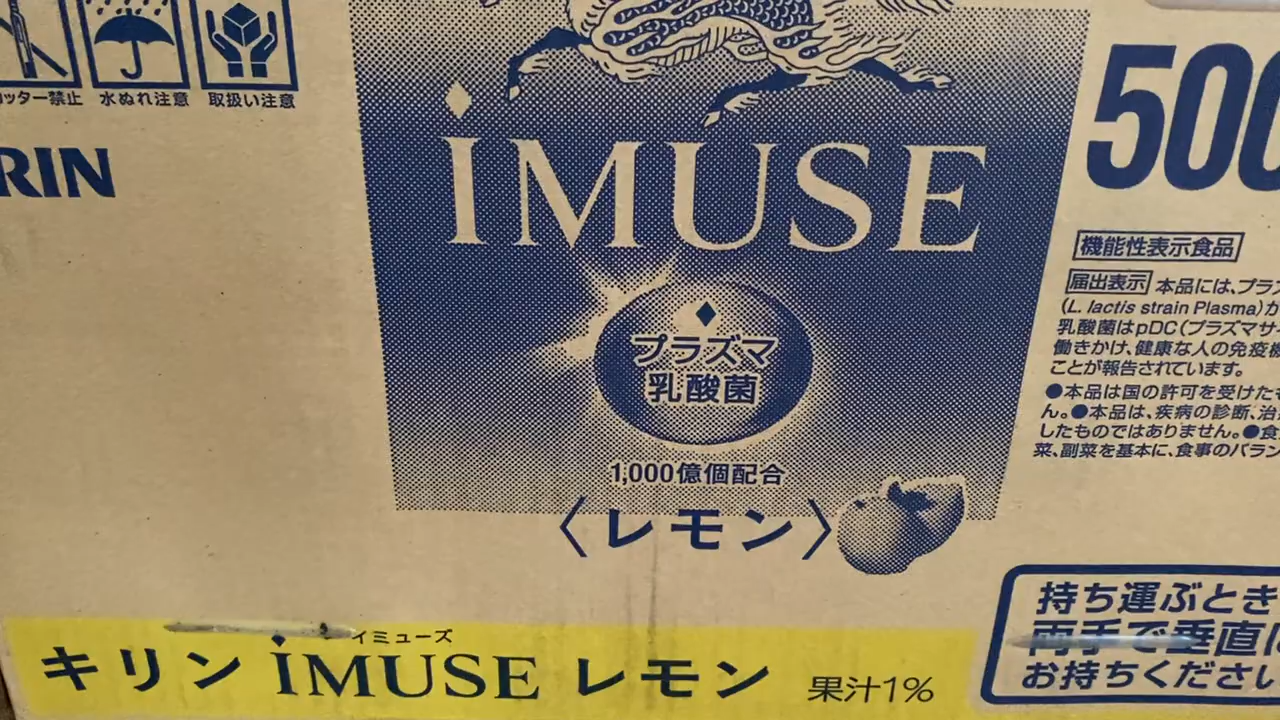 カッター禁止 水ぬれ注意 取扱い注意
KIRIN
iMUSE
プラズマ
乳酸菌
1,000億個配合
〈レモン〉
500
機能性表示食品
届出表示 本品には、プラズ
(L. lactis strain Plasma)が
乳酸菌はpDC(プラズマサ
働きかけ、健康な人の免疫機
ことが報告されています。
●本品は国の許可を受けたも
ん。●本品は、疾病の診断、治
したものではありません。●食
菜、副菜を基本に、食事のバラン
持ち運ぶとき
両手で垂直に
お持ちください
イミューズ
キリン iMUSE レモン 果汁1%